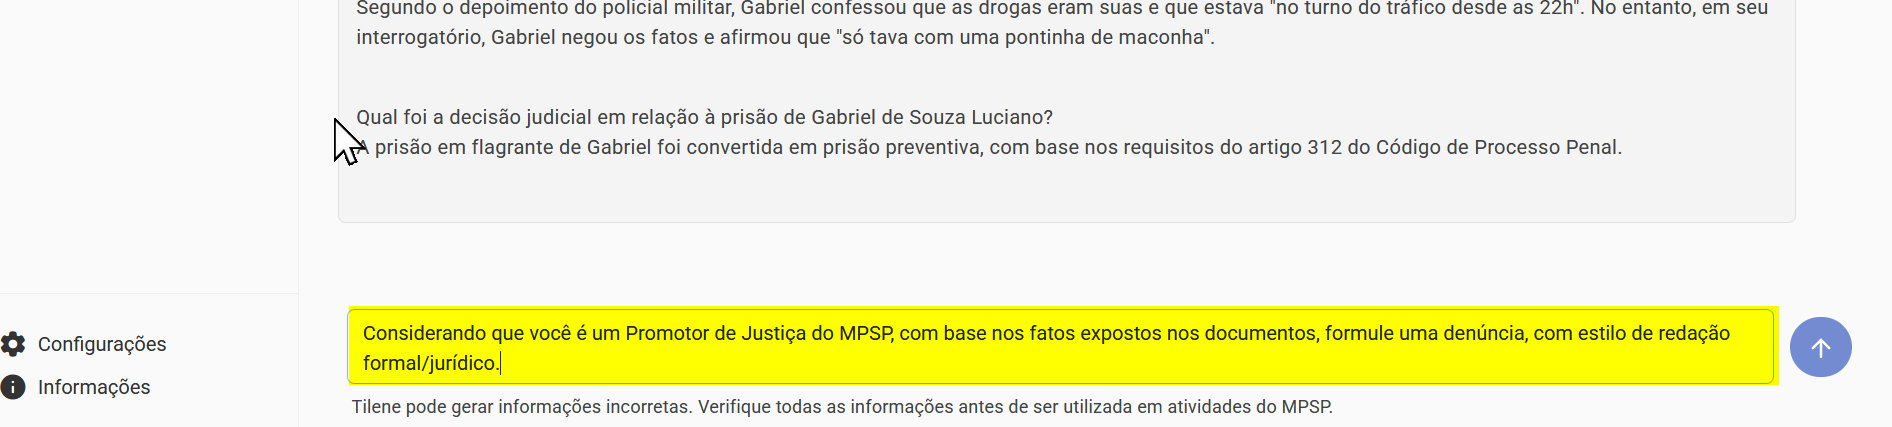 Segundo o depoimento do policial militar, Gabriel confessou que as drogas eram suas e que estava "no turno do tráfico desde as 22h". No entanto, em seu
interrogatório, Gabriel negou os fatos e afirmou que "só tava com uma pontinha de maconha".
Qual foi a decisão judicial em relação à prisão de Gabriel de Souza Luciano?
A prisão em flagrante de Gabriel foi convertida em prisão preventiva, com base nos requisitos do artigo 312 do Código de Processo Penal.
Considerando que você é um Promotor de Justiça do MPSP, com base nos fatos expostos nos documentos, formule uma denúncia, com estilo de redação
formal/jurídico.
Configurações
Informações
Tilene pode gerar informações incorretas. Verifique todas as informações antes de ser utilizada em atividades do MPSP.